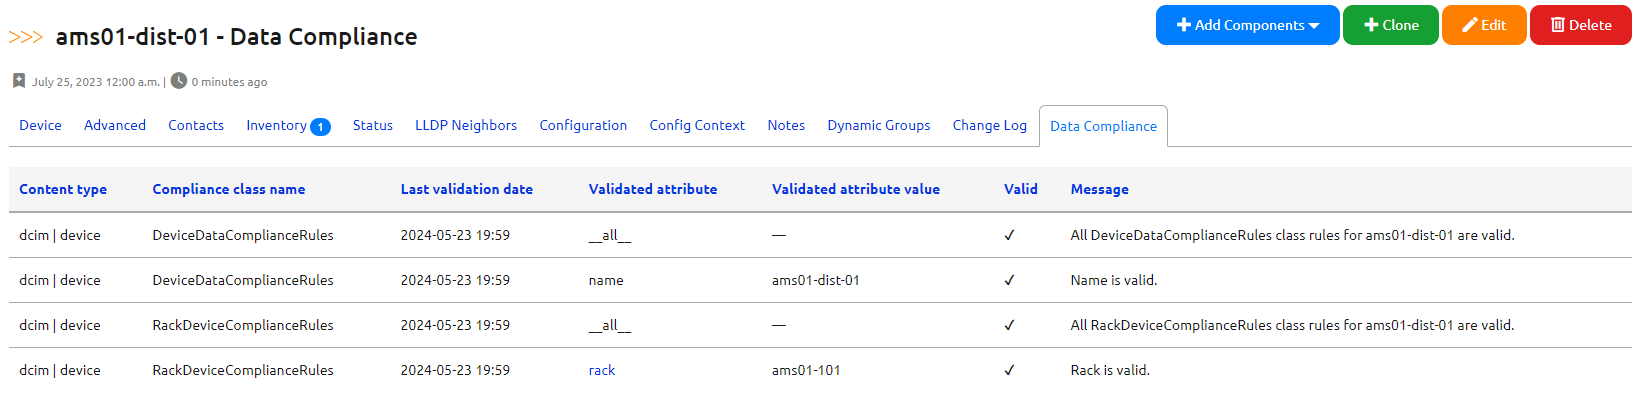 >>> ams01-dist-01 - Data Compliance
Add Components Clone Edit Delete
July 25, 2023 12:00 a.m. | 0 minutes ago
Device Advanced Contacts Inventory 1 Status LLDP Neighbors Configuration Config Context Notes Dynamic Groups Change Log Data Compliance
Content type Compliance class name Last validation date Validated attribute Validated attribute value Valid Message
dcim | device DeviceDataComplianceRules 2024-05-23 19:59 __all__ — ✓ All DeviceDataComplianceRules class rules for ams01-dist-01 are valid.
dcim | device DeviceDataComplianceRules 2024-05-23 19:59 name ams01-dist-01 ✓ Name is valid.
dcim | device RackDeviceComplianceRules 2024-05-23 19:59 __all__ — ✓ All RackDeviceComplianceRules class rules for ams01-dist-01 are valid.
dcim | device RackDeviceComplianceRules 2024-05-23 19:59 rack ams01-101 ✓ Rack is valid.